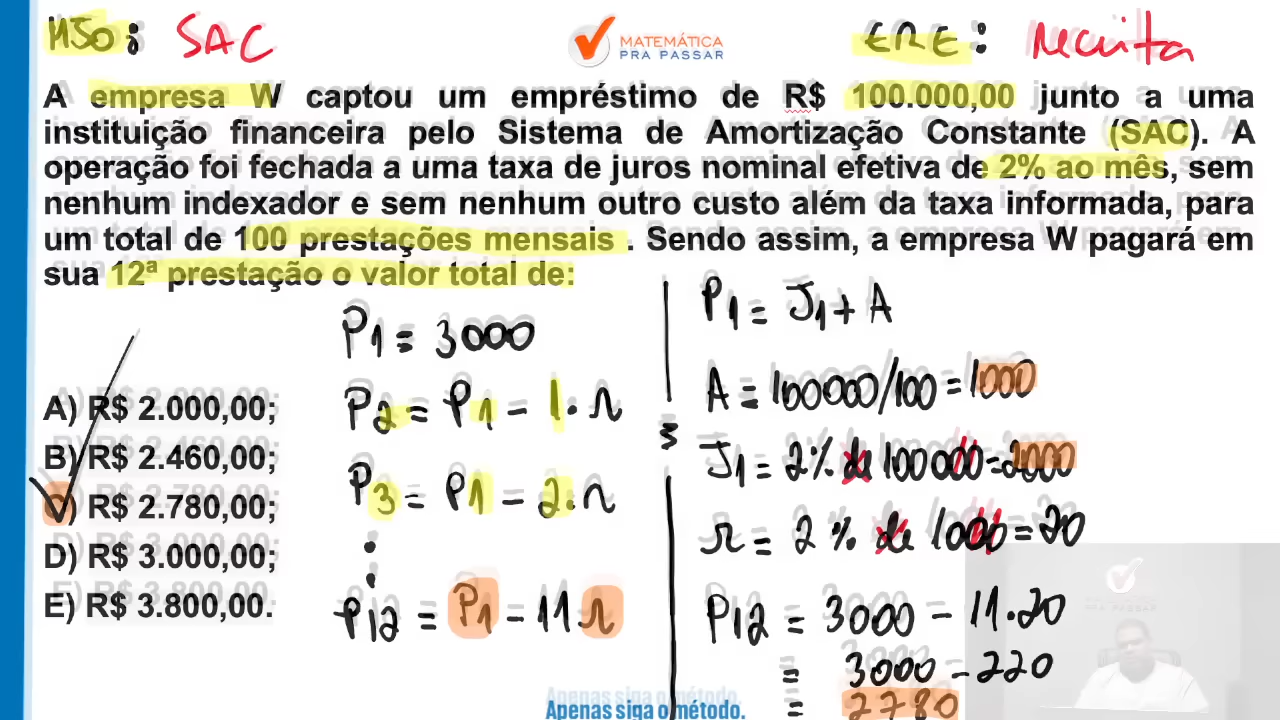 MSO: SAC
MATEMÁTICA
PRA PASSAR
ERE: receita
A empresa W captou um empréstimo de R$ 100.000,00 junto a uma
instituição financeira pelo Sistema de Amortização Constante (SAC). A
operação foi fechada a uma taxa de juros nominal efetiva de 2% ao mês, sem
nenhum indexador e sem nenhum outro custo além da taxa informada, para
um total de 100 prestações mensais . Sendo assim, a empresa W pagará em
sua 12ª prestação o valor total de:
A) R$ 2.000,00;
B) R$ 2.460,00;
C) R$ 2.780,00;
D) R$ 3.000,00;
E) R$ 3.800,00.
P1 = 3000
P2 = P1 - 1.r
P3 = P1 - 2.r
:
P12 = P1 - 11r
P1 = J1 + A
A = 100000/100 = 1000
J1 = 2% de 100000 = 2000
r = 2% de 1000 = 20
P12 = 3000 - 11.20
= 3000 - 220
= 2780
MATEMÁTICA
PRA PASSAR
Apenas siga o método.